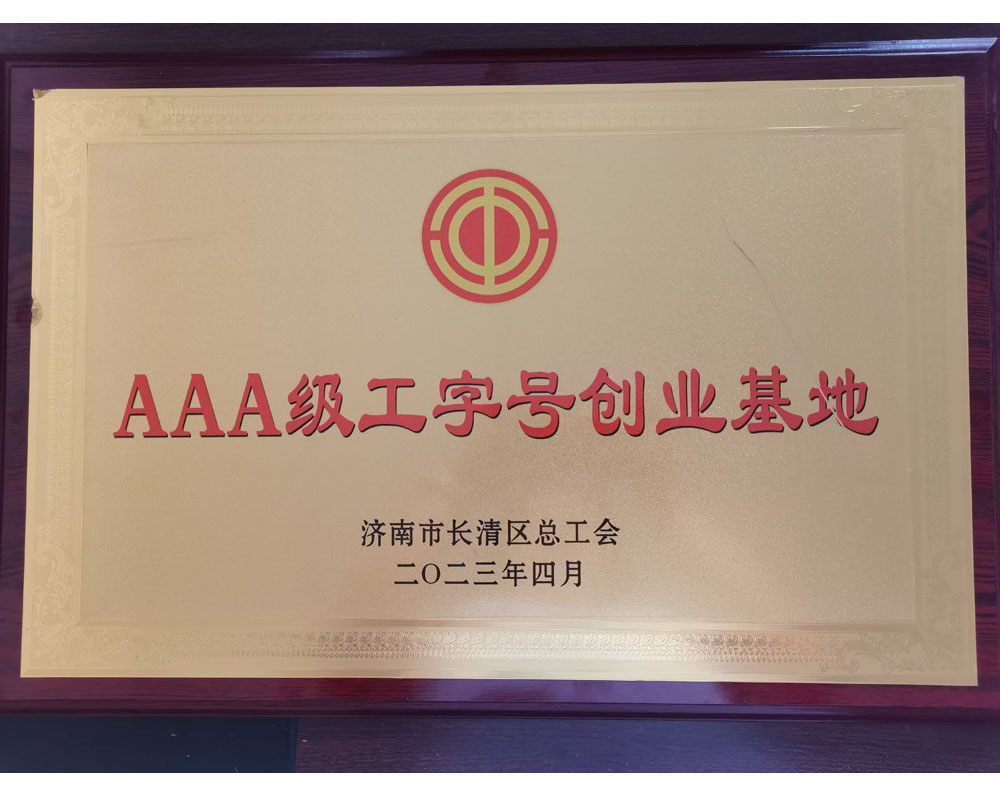 AAA级工字号创业基地
济南市长清区总工会
二〇二三年四月